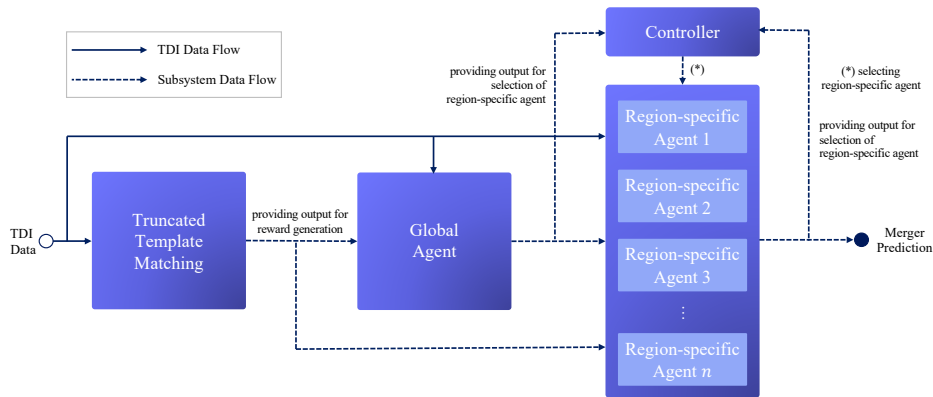 TDI Data Flow
Subsystem Data Flow
Controller
(*)
providing output for
selection of
region-specific agent
(*) selecting
region-specific agent
providing output for
selection of
region-specific agent
Region-specific
Agent 1
Region-specific
Agent 2
Region-specific
Agent 3
⋮
Region-specific
Agent n
TDI
Data
Truncated
Template
Matching
providing output for
reward generation
Global
Agent
Merger
Prediction